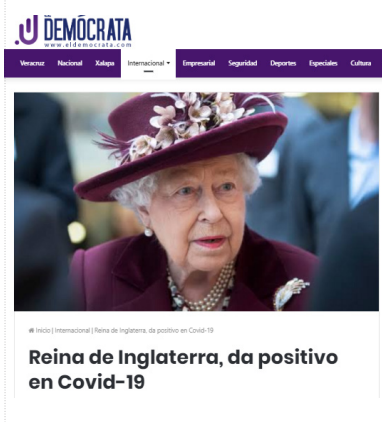 .U DEMÓCRATA
www.eldemocrata.com
Veracruz Nacional Xalapa Internacional Empresarial Seguridad Deportes Especiales Cultura
Inicio | Internacional | Reina de Inglaterra, da positivo en Covid-19
Reina de Inglaterra, da positivo
en Covid-19